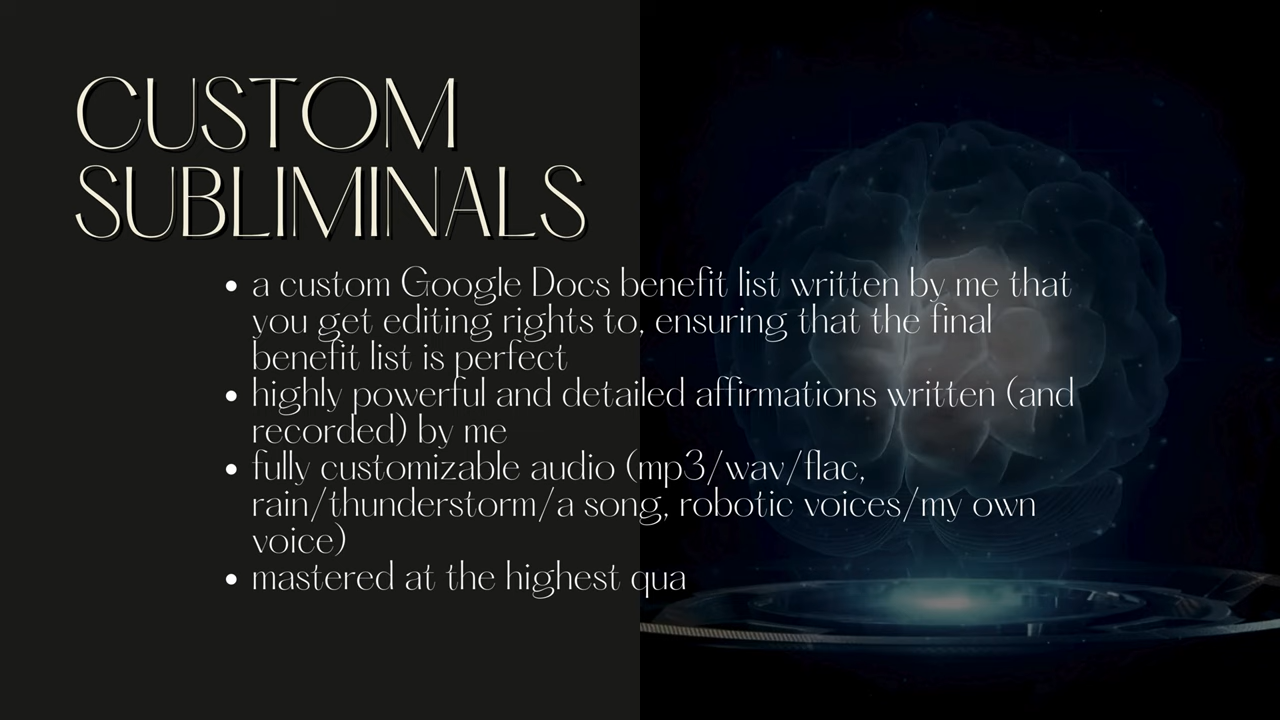 CUSTOM
SUBLIMINALS
• a custom Google Docs benefit list written by me that
you get editing rights to, ensuring that the final
benefit list is perfect
• highly powerful and detailed affirmations written (and
recorded) by me
• fully customizable audio (mp3/wav/flac,
rain/thunderstorm/a song, robotic voices/my own
voice)
• mastered at the highest qua